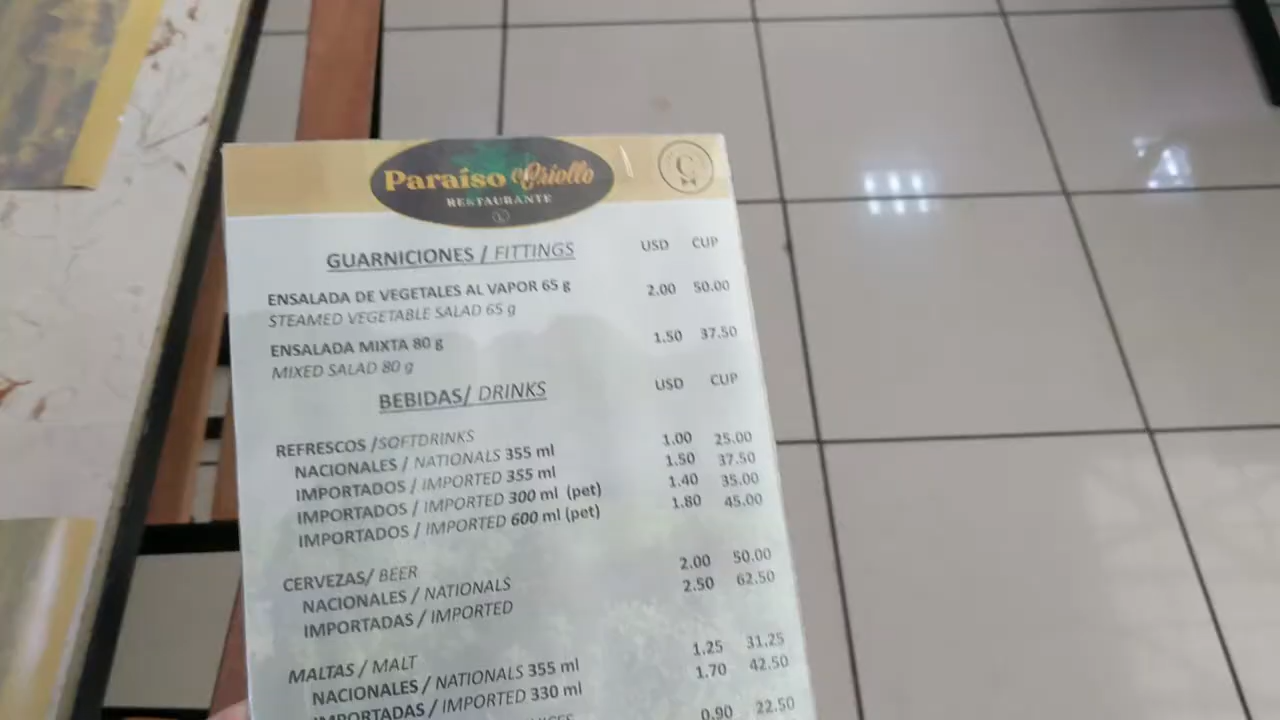 Paraíso Criollo
RESTAURANTE
C
GUARNICIONES / FITTINGS USD CUP
ENSALADA DE VEGETALES AL VAPOR 65 g 2.00 50.00
STEAMED VEGETABLE SALAD 65 g
ENSALADA MIXTA 80 g 1.50 37.50
MIXED SALAD 80 g
BEBIDAS/ DRINKS USD CUP
REFRESCOS /SOFTDRINKS
NACIONALES / NATIONALS 355 ml 1.00 25.00
IMPORTADOS / IMPORTED 355 ml 1.50 37.50
IMPORTADOS / IMPORTED 300 ml (pet) 1.40 35.00
IMPORTADOS / IMPORTED 600 ml (pet) 1.80 45.00
CERVEZAS/ BEER
NACIONALES / NATIONALS 2.00 50.00
IMPORTADAS / IMPORTED 2.50 62.50
MALTAS / MALT
NACIONALES / NATIONALS 355 ml 1.25 31.25
IMPORTADAS / IMPORTED 330 ml 1.70 42.50
0.90 22.50